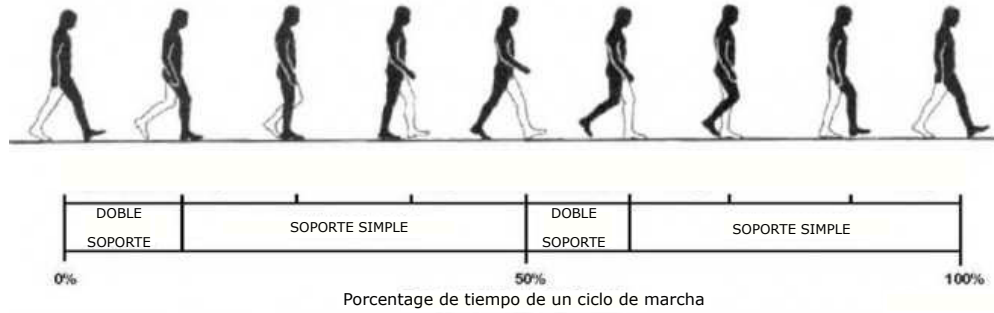 DOBLE
SOPORTE
SOPORTE SIMPLE
DOBLE
SOPORTE
SOPORTE SIMPLE
0%
50%
100%
Porcentage de tiempo de un ciclo de marcha